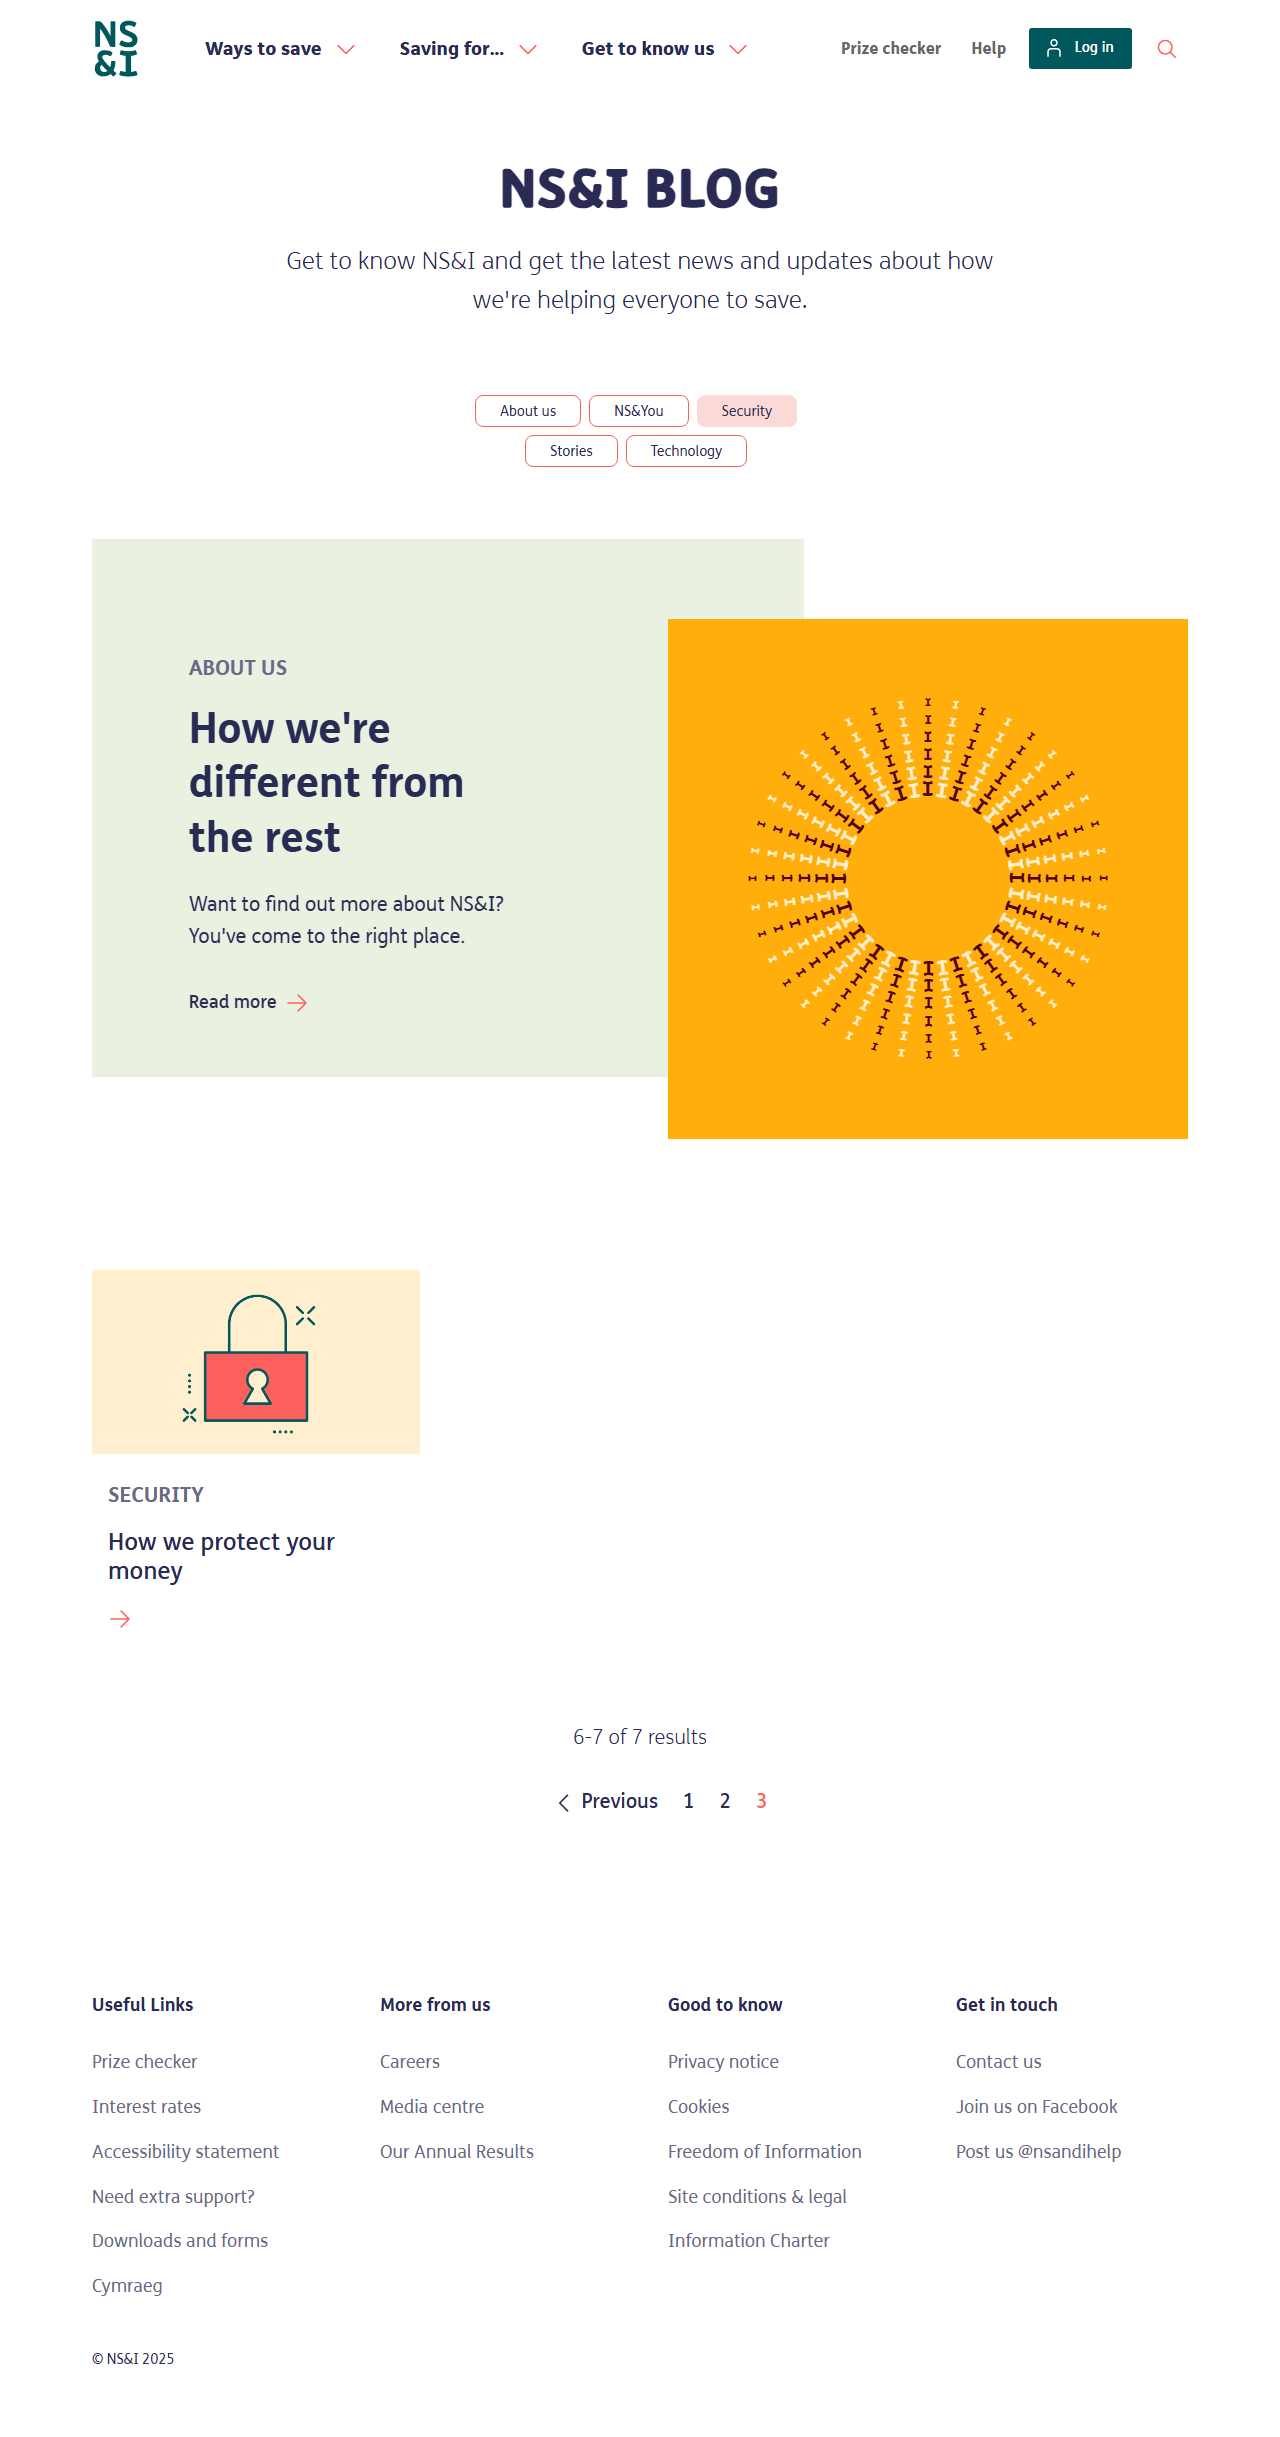 NS
&I
Ways to save
Saving for...
Get to know us
Prize checker
Help
Log in
NS&I BLOG
Get to know NS&I and get the latest news and updates about how
we're helping everyone to save.
About us
NS&You
Security
Stories
Technology
ABOUT US
How we're
different from
the rest
Want to find out more about NS&I?
You've come to the right place.
Read more
SECURITY
How we protect your
money
6-7 of 7 results
Previous 1 2 3
Useful Links
Prize checker
Interest rates
Accessibility statement
Need extra support?
Downloads and forms
Cymraeg
More from us
Careers
Media centre
Our Annual Results
Good to know
Privacy notice
Cookies
Freedom of Information
Site conditions & legal
Information Charter
Get in touch
Contact us
Join us on Facebook
Post us @nsandihelp
© NS&I 2025